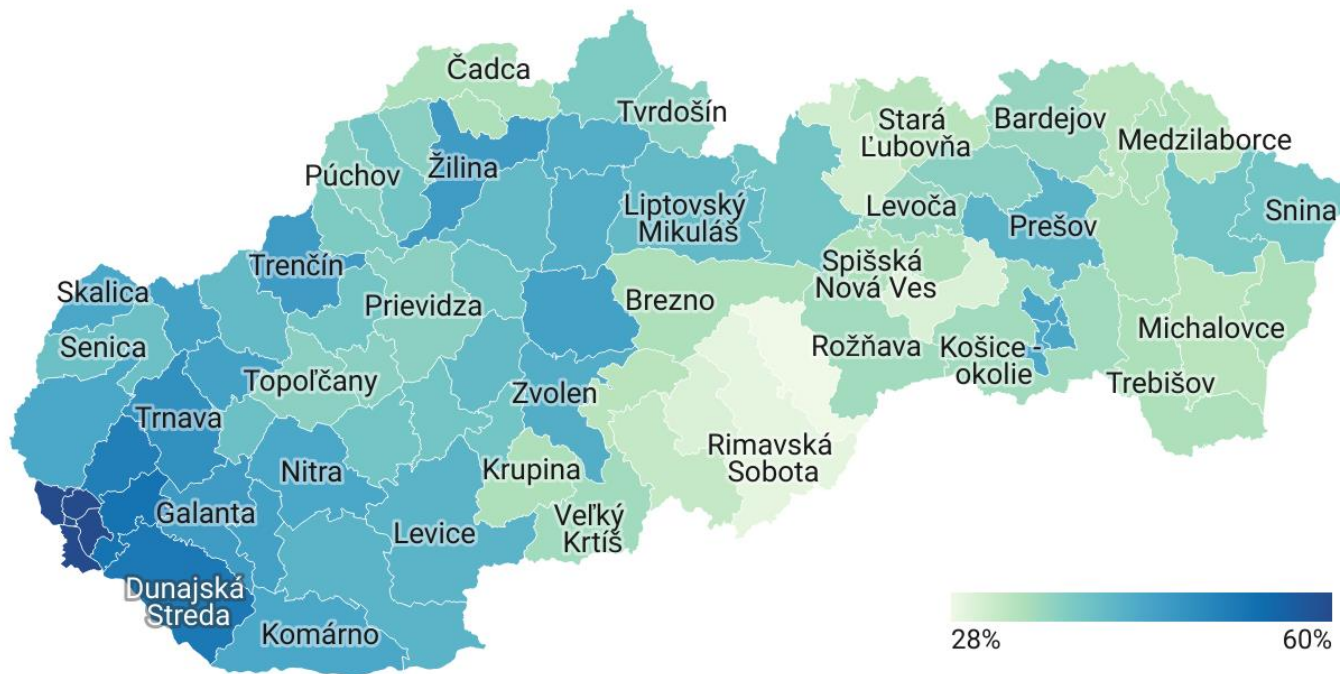 Čadca
Tvrdošín
Stará
Ľubovňa
Bardejov
Medzilaborce
Púchov
Žilina
Liptovský
Mikuláš
Levoča
Prešov
Snina
Trenčín
Spišská
Nová Ves
Skalica
Prievidza
Brezno
Senica
Rožňava
Košice -
okolie
Michalovce
Topoľčany
Zvolen
Trebišov
Trnava
Rimavská
Sobota
Nitra
Krupina
Galanta
Levice
Veľký
Krtíš
Dunajská
Streda
Komárno
28%
60%